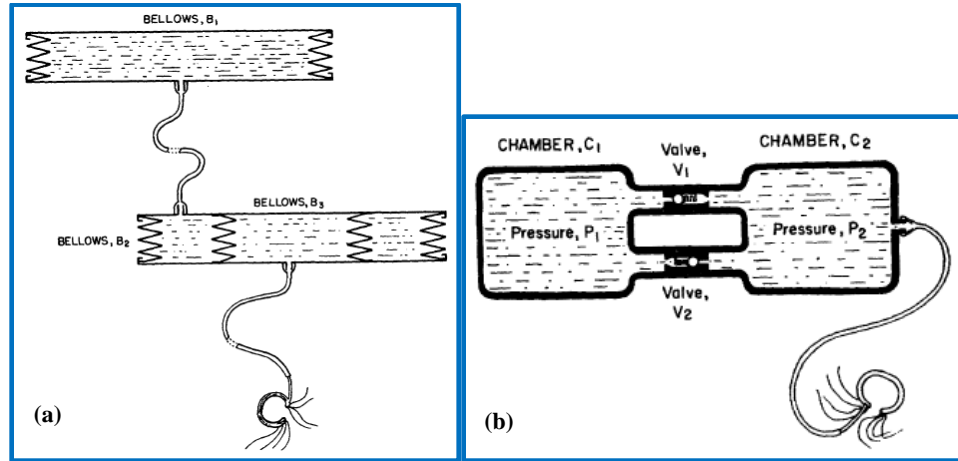 BELLOWS, B₁
BELLOWS, B₃
BELLOWS, B₂
(a)
CHAMBER, C₁
Valve,
V₁
CHAMBER, C₂
Pressure, P₁
Pressure, P₂
Valve,
V₂
(b)